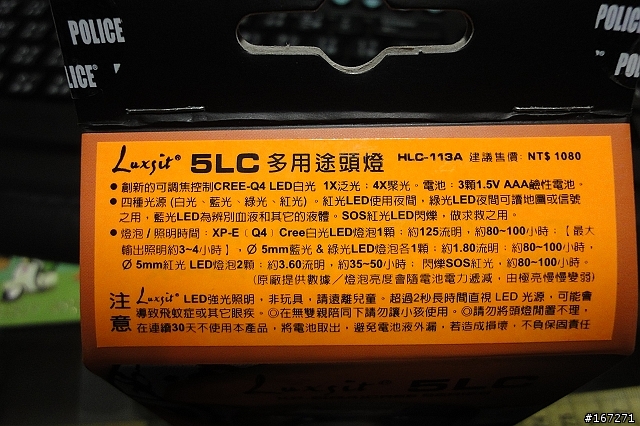 POLICE
LICE
POLICE
PO
Luxsit® 5LC 多用途頭燈 HLC-113A 建議售價: NT$ 1080
● 創新的可調焦控制CREE-Q4 LED白光 1X泛光; 4X聚光。電池:3顆1.5V AAA鹼性電池。
● 四種光源 (白光、藍光、綠光、紅光)。紅光LED使用夜間,綠光LED夜間可讀地圖或信號
之用,藍光LED為辨別血液和其它的液體。SOS紅光LED閃爍,做求救之用。
● 燈泡/照明時間:XP-E(Q4)Cree白光LED燈泡1顆:約125流明,約80~100小時;【最大
輸出照明約3~4小時】,Ø 5mm藍光&綠光LED燈泡各1顆:約1.80流明;約80~100小時,
Ø 5mm紅光 LED燈泡2顆:約3.60流明,約35~50小時; 閃爍SOS紅光,約80~100小時。
(原廠提供數據/燈泡亮度會隨電池電力遞減,由極亮慢慢變弱)
注意
Luxsit® LED強光照明,非玩具,請遠離兒童。超過2秒長時間直視 LED 光源,可能會
導致飛蚊症或其它眼疾。◎在無雙親陪同下請勿讓小孩使用。◎請勿將頭燈閒置不理,
在連續30天不使用本產品,將電池取出,避免電池液外漏,若造成損壞,不負保固責任
Luxsit® 5LC
#167271